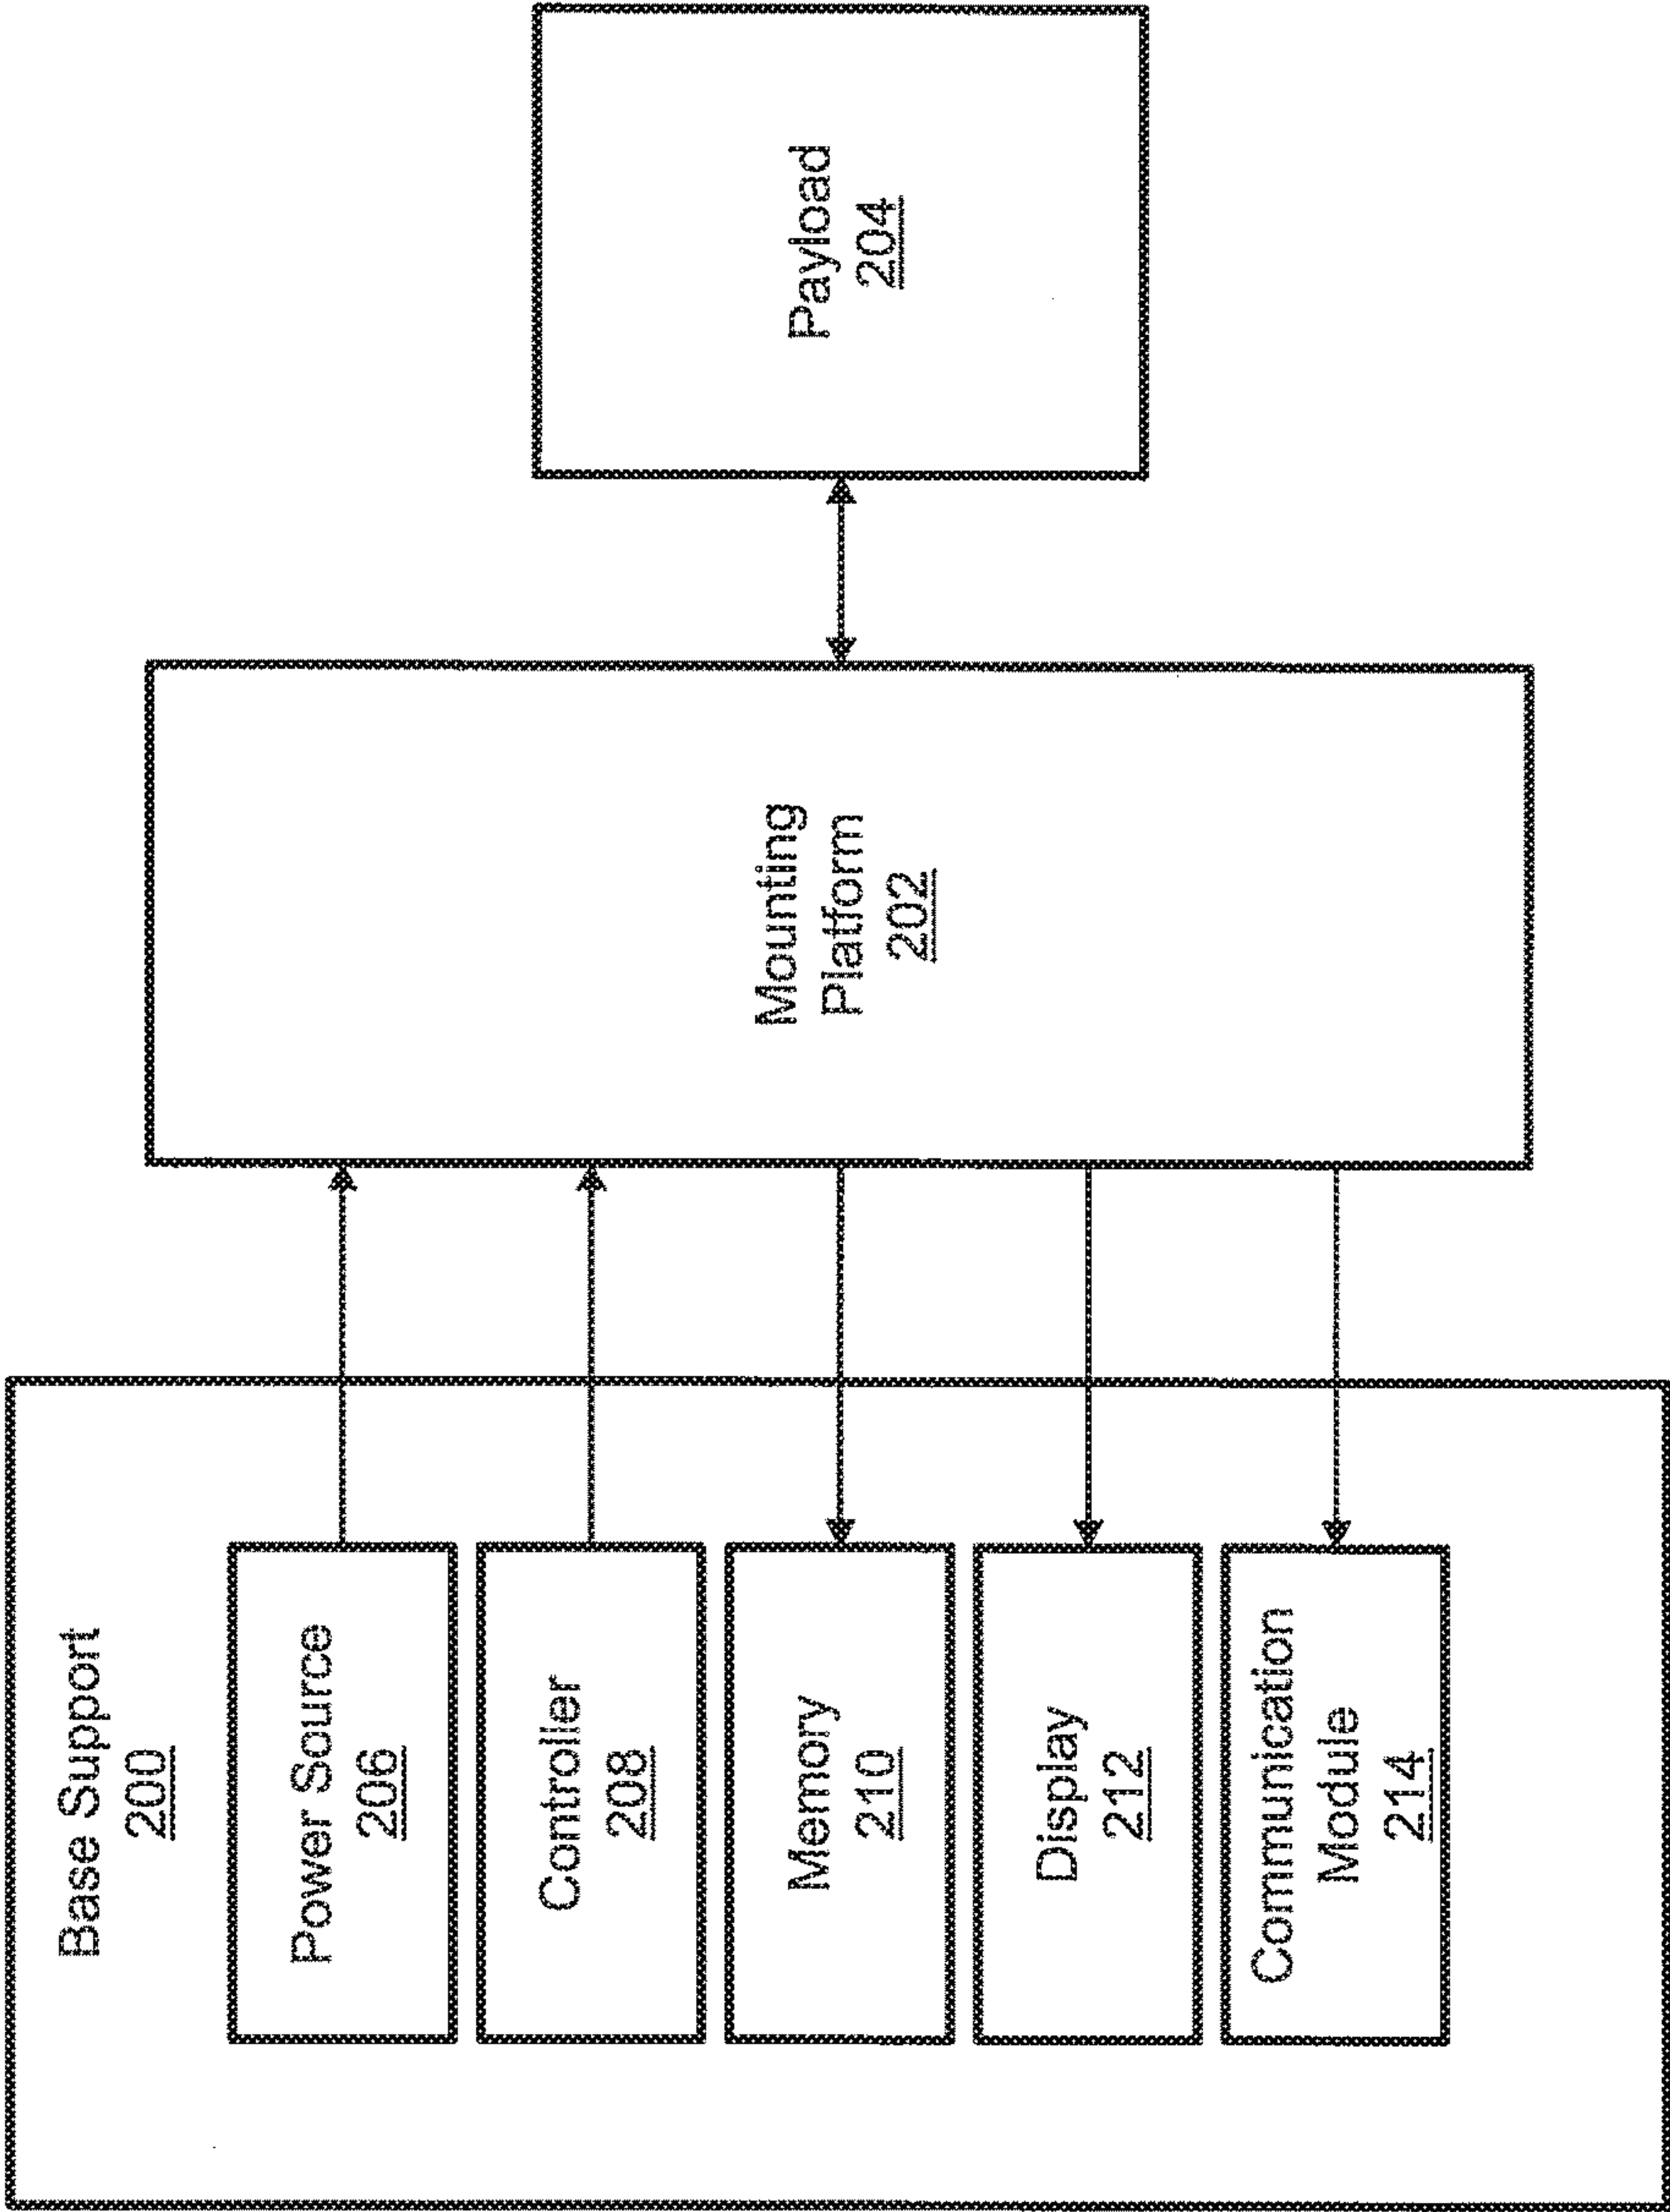 Base Support
200
Power Source
206
Controller
208
Memory
210
Display
212
Communication
Module
214
Mounting
Platform
202
Payload
204